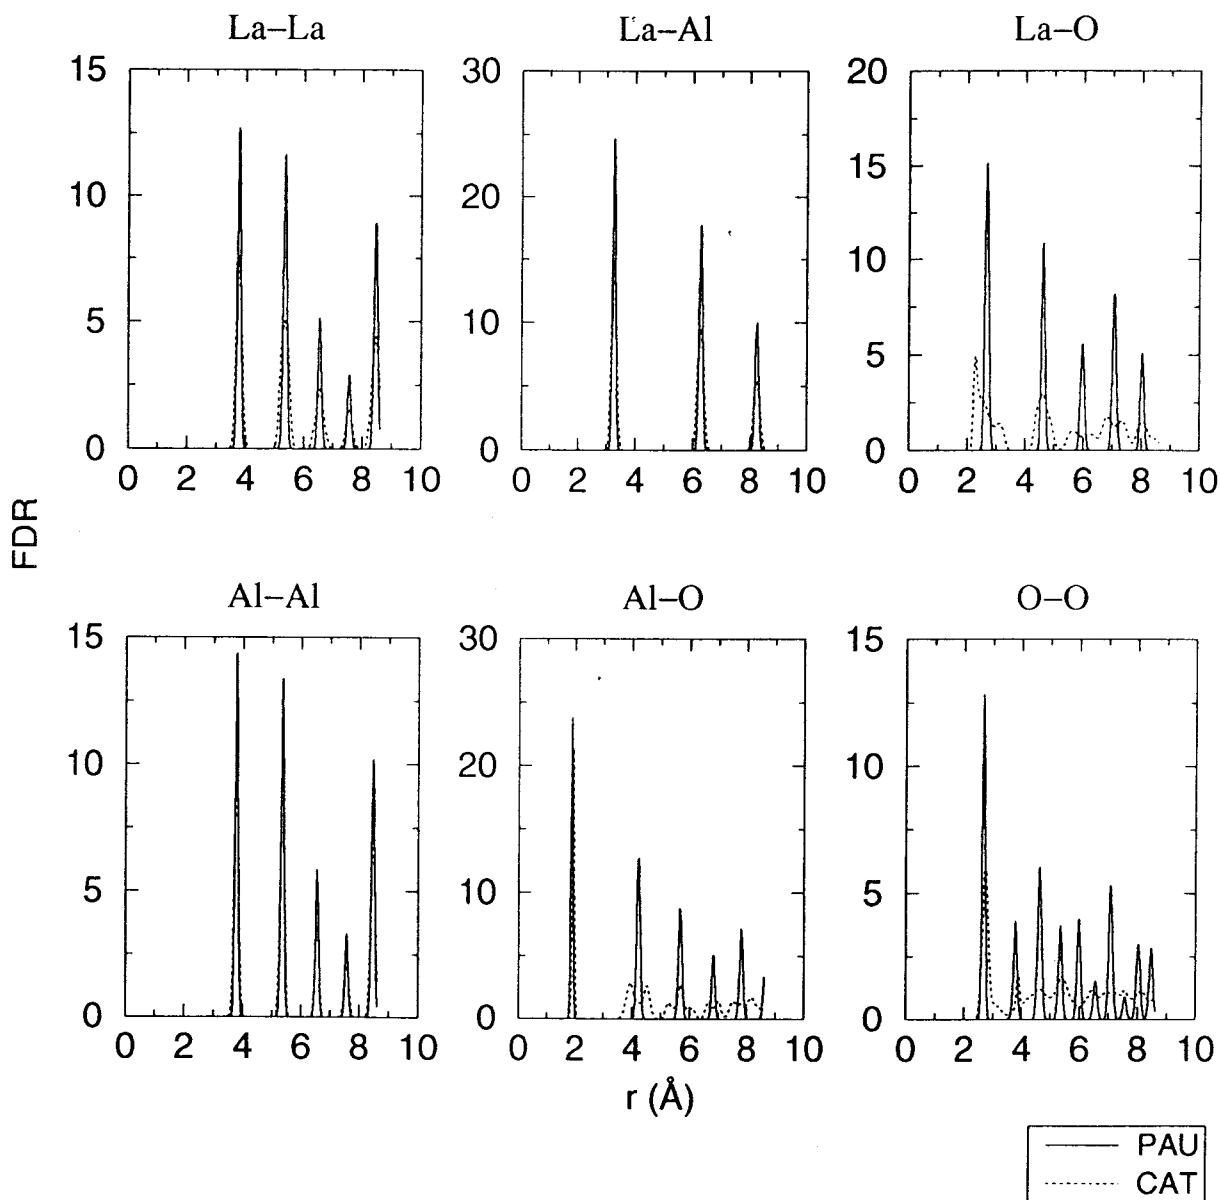 La–La La–Al La–O
15 30 20
15
10 20
10
5 10
5
0 0 0
0 2 4 6 8 10 0 2 4 6 8 10 0 2 4 6 8 10
FDR
Al–Al Al–O O–O
15 30 15
10 20 10
5 10 5
0 0 0
0 2 4 6 8 10 0 2 4 6 8 10 0 2 4 6 8 10
r (Å)
PAU
CAT